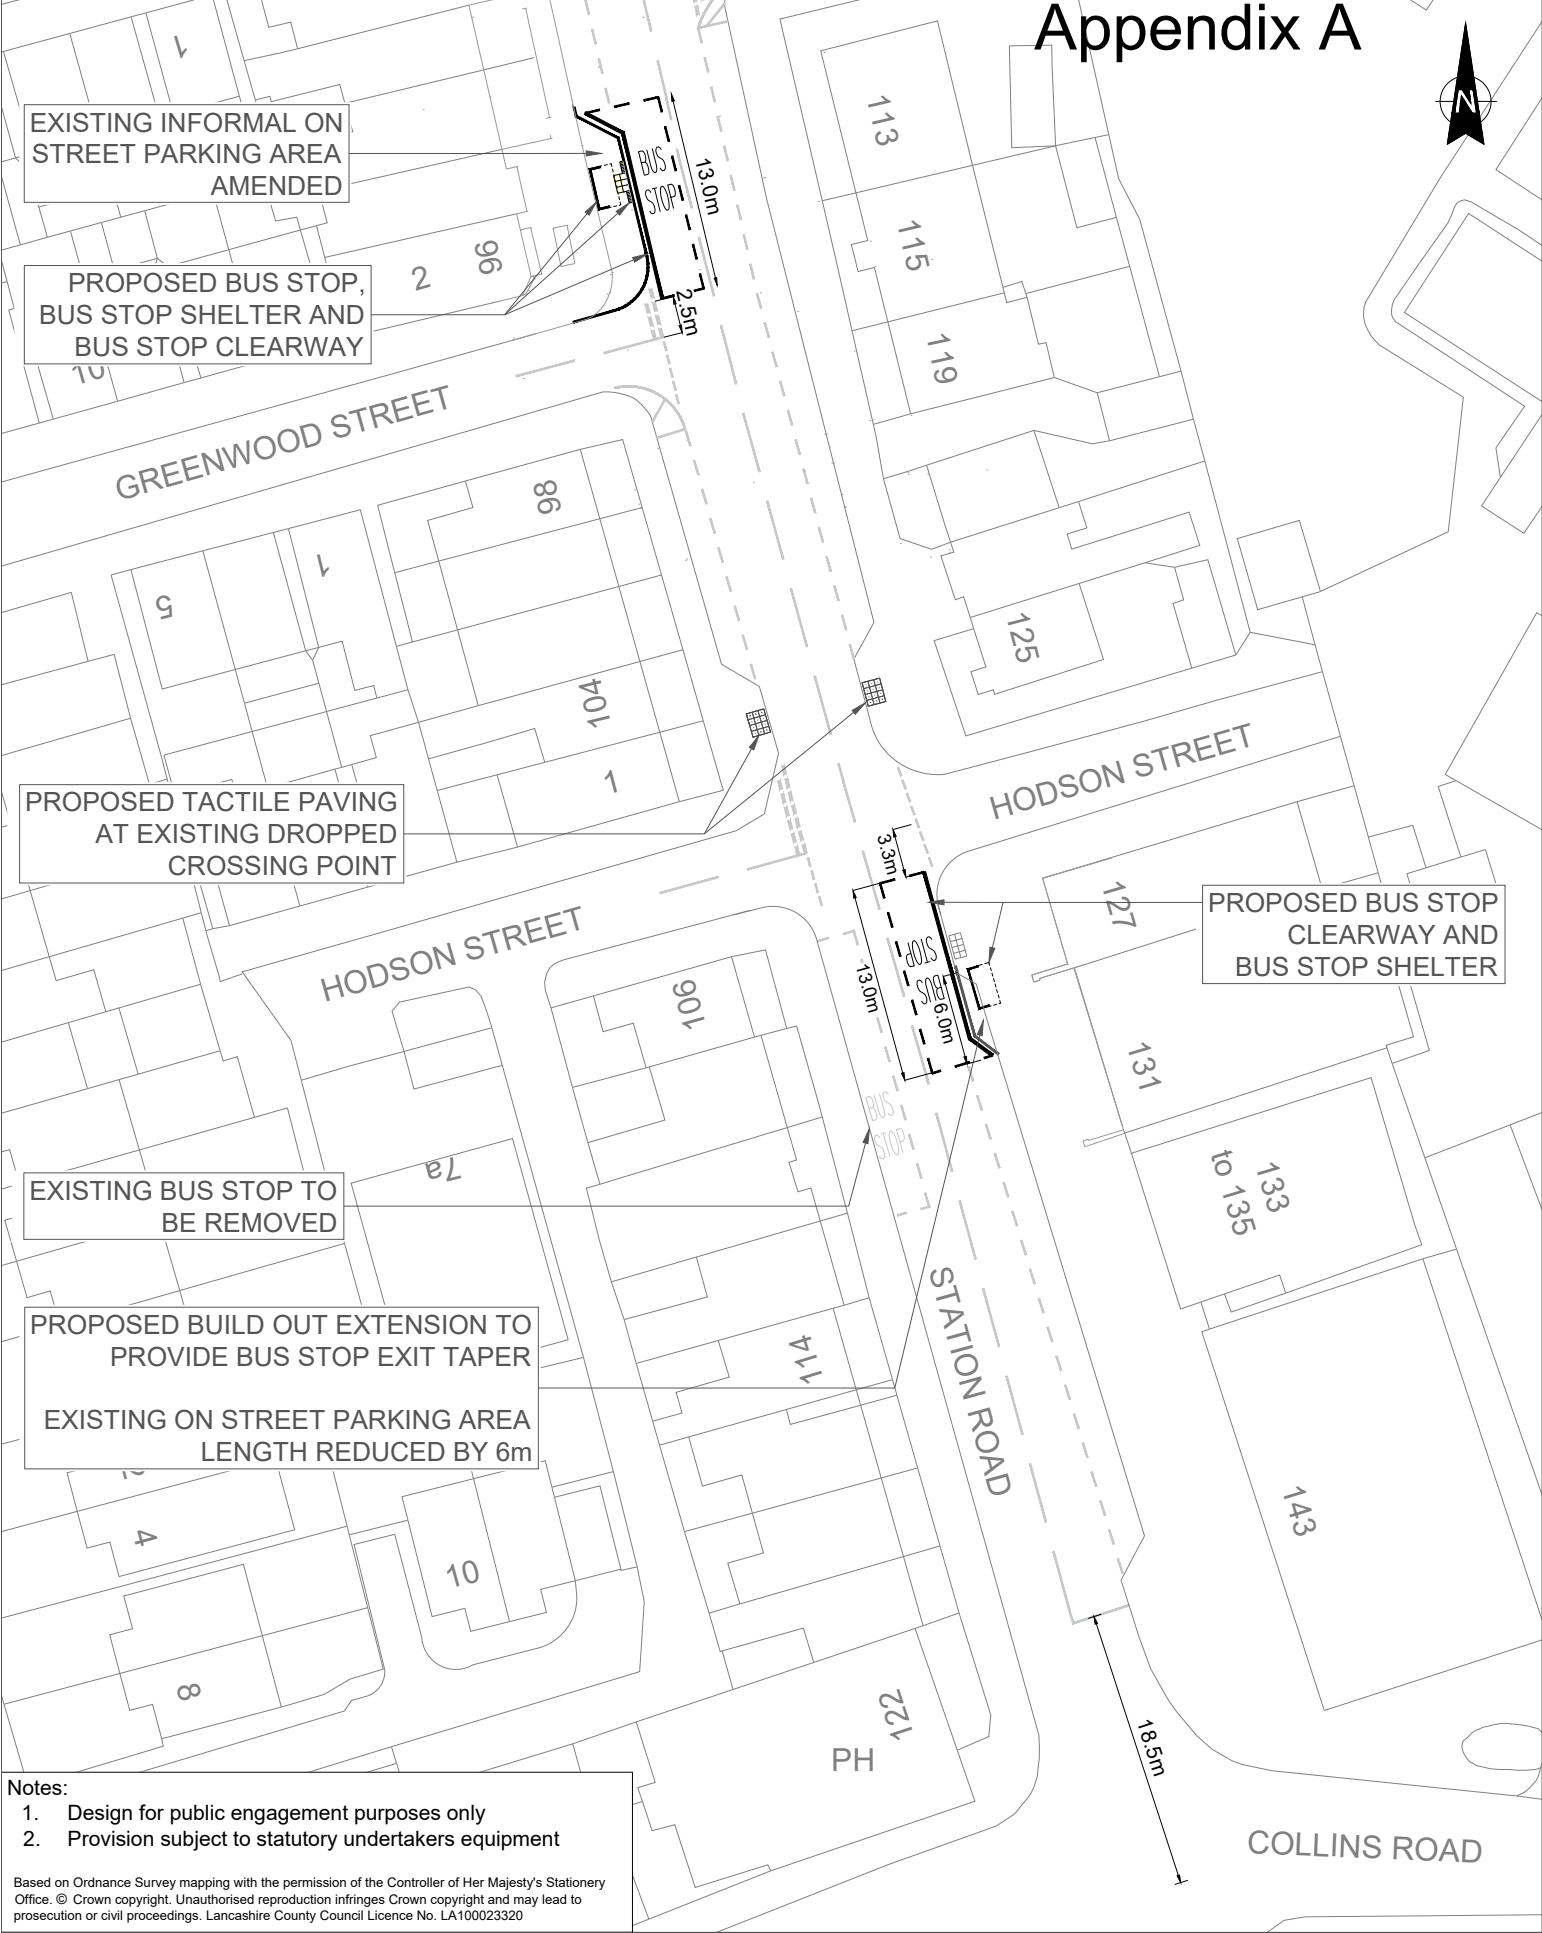 Appendix A
N
EXISTING INFORMAL ON
STREET PARKING AREA
AMENDED
PROPOSED BUS STOP,
BUS STOP SHELTER AND
BUS STOP CLEARWAY
BUS
STOP
13.0m
2.5m
1
113
115
119
96
2
10
GREENWOOD STREET
98
1
5
125
104
1
PROPOSED TACTILE PAVING
AT EXISTING DROPPED
CROSSING POINT
HODSON STREET
3.3m
127
PROPOSED BUS STOP
CLEARWAY AND
BUS STOP SHELTER
HODSON STREET
BUS
STOP
13.0m
6.0m
106
131
BUS
STOP
7a
133
to 135
EXISTING BUS STOP TO
BE REMOVED
STATION ROAD
PROPOSED BUILD OUT EXTENSION TO
PROVIDE BUS STOP EXIT TAPER
EXISTING ON STREET PARKING AREA
LENGTH REDUCED BY 6m
114
4
10
143
8
122
PH
18.5m
COLLINS ROAD
Notes:
1. Design for public engagement purposes only
2. Provision subject to statutory undertakers equipment
Based on Ordnance Survey mapping with the permission of the Controller of Her Majesty's Stationery
Office. © Crown copyright. Unauthorised reproduction infringes Crown copyright and may lead to
prosecution or civil proceedings. Lancashire County Council Licence No. LA100023320